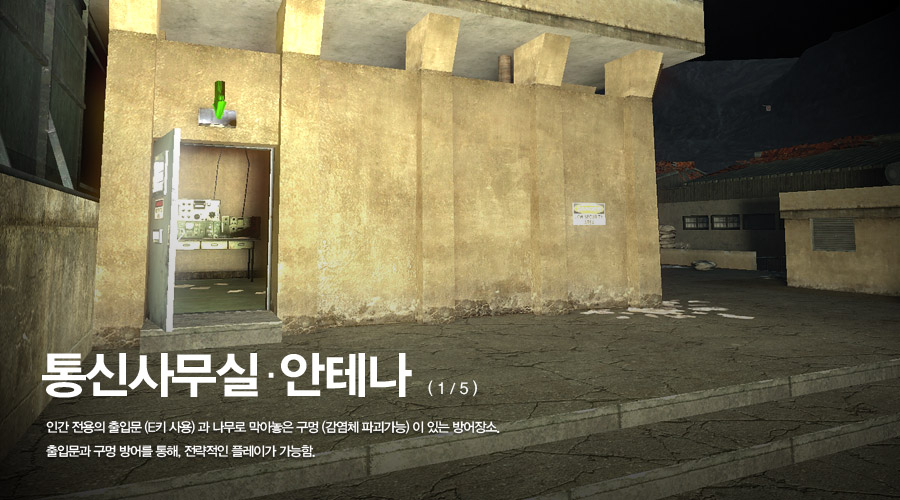 통신사무실·안테나 (1/5)
인간 전용의 출입문 (E키 사용) 과 나무로 막아놓은 구멍 (감염체 파괴가능) 이 있는 방어장소.
출입문과 구멍 방어를 통해, 전략적인 플레이가 가능함.